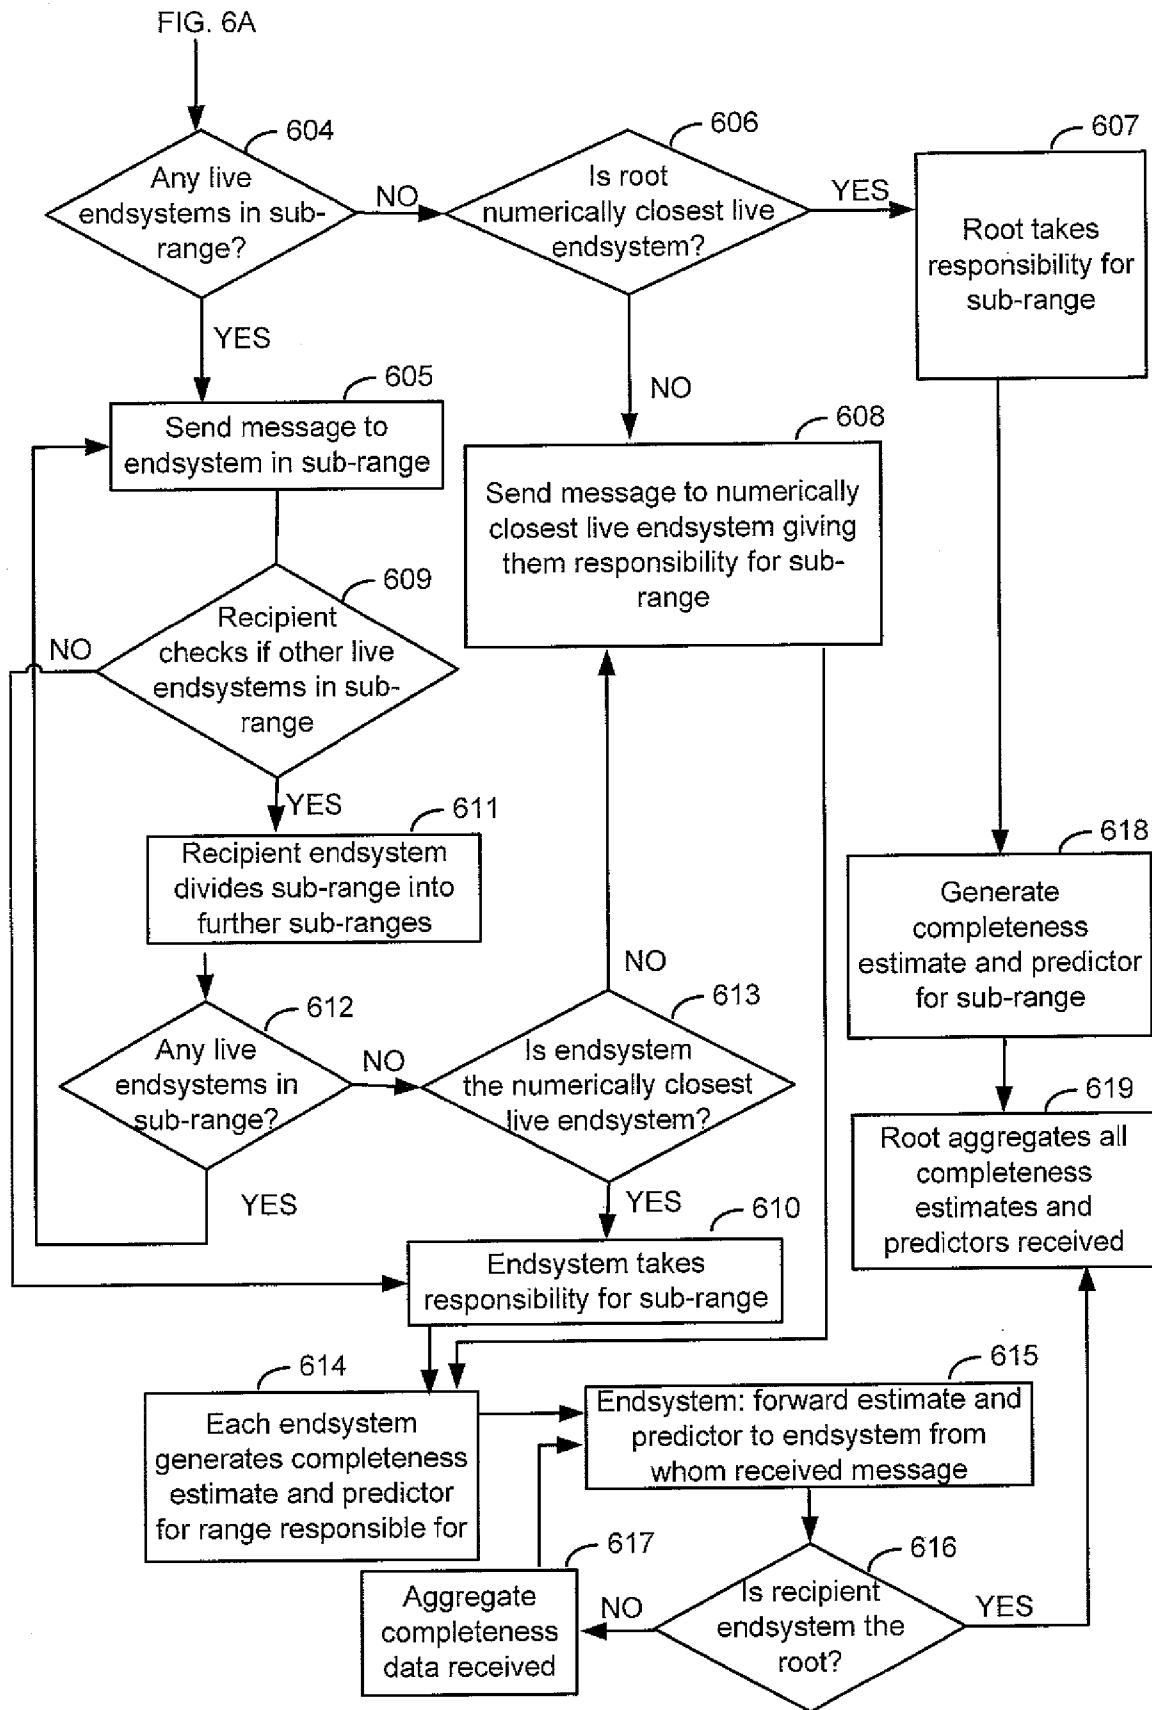 FIG. 6A
604
Any live
endsystems in sub-
range?
NO
YES
606
Is root
numerically closest live
endsystem?
YES
NO
607
Root takes
responsibility for
sub-range
605
Send message to
endsystem in sub-range
608
Send message to numerically
closest live endsystem giving
them responsibility for sub-
range
609
Recipient
checks if other live
endsystems in sub-
range
NO
YES
611
Recipient endsystem
divides sub-range into
further sub-ranges
618
Generate
completeness
estimate and predictor
for sub-range
612
Any live
endsystems in
sub-range?
NO
YES
613
Is endsystem
the numerically closest
live endsystem?
NO
YES
619
Root aggregates all
completeness
estimates and
predictors received
610
Endsystem takes
responsibility for sub-range
614
Each endsystem
generates completeness
estimate and predictor
for range responsible for
615
Endsystem: forward estimate and
predictor to endsystem from
whom received message
616
Is recipient
endsystem the
root?
NO
YES
617
Aggregate
completeness
data received